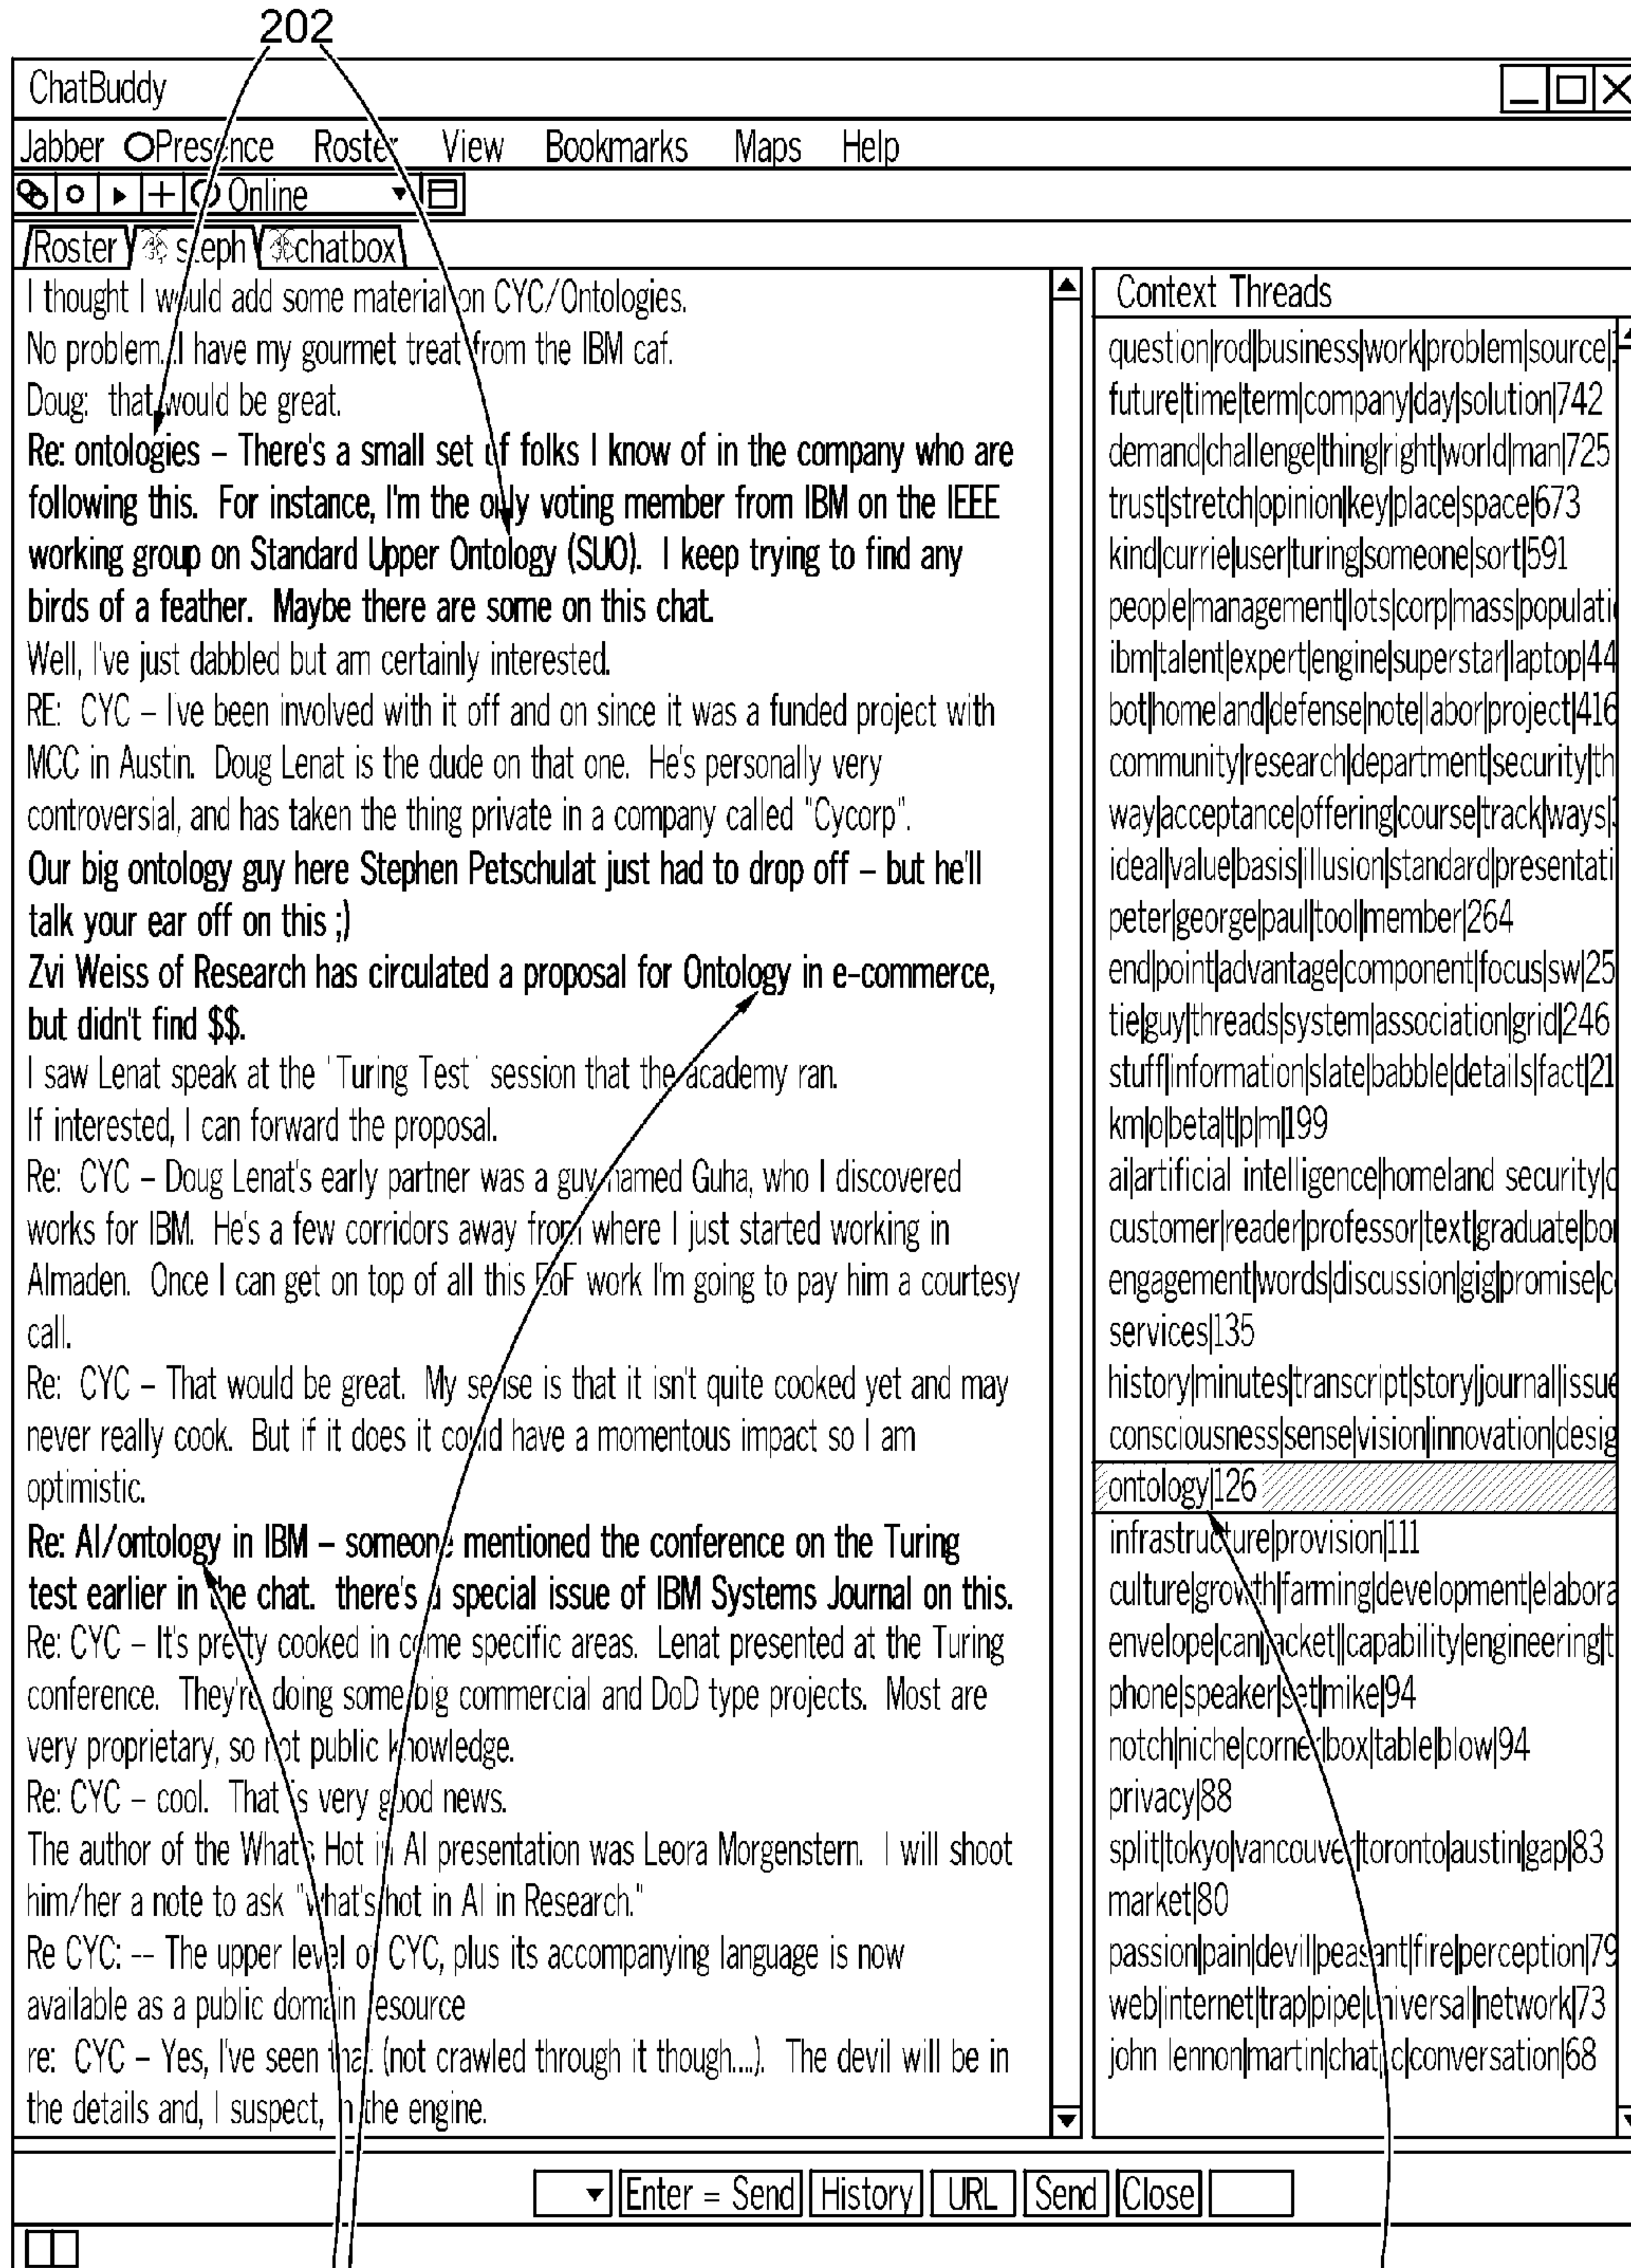 202
ChatBuddy
Jabber Presence Roster View Bookmarks Maps Help
Online
Roster steph chatbox
I thought I would add some material on CYC/Ontologies.
No problem. I have my gourmet treat from the IBM caf.
Doug: that would be great.
Re: ontologies – There's a small set of folks I know of in the company who are
following this. For instance, I'm the only voting member from IBM on the IEEE
working group on Standard Upper Ontology (SUO). I keep trying to find any
birds of a feather. Maybe there are some on this chat.
Well, I've just dabbled but am certainly interested.
RE: CYC – I've been involved with it off and on since it was a funded project with
MCC in Austin. Doug Lenat is the dude on that one. He's personally very
controversial, and has taken the thing private in a company called "Cycorp".
Our big ontology guy here Stephen Petschulat just had to drop off – but he'll
talk your ear off on this ;)
Zvi Weiss of Research has circulated a proposal for Ontology in e-commerce,
but didn't find $$.
I saw Lenat speak at the 'Turing Test' session that the academy ran.
If interested, I can forward the proposal.
Re: CYC – Doug Lenat's early partner was a guy named Guha, who I discovered
works for IBM. He's a few corridors away from where I just started working in
Almaden. Once I can get on top of all this EoF work I'm going to pay him a courtesy
call.
Re: CYC – That would be great. My sense is that it isn't quite cooked yet and may
never really cook. But if it does it could have a momentous impact so I am
optimistic.
Re: AI/ontology in IBM – someone mentioned the conference on the Turing
test earlier in the chat. there's a special issue of IBM Systems Journal on this.
Re: CYC – It's pretty cooked in come specific areas. Lenat presented at the Turing
conference. They're doing some big commercial and DoD type projects. Most are
very proprietary, so not public knowledge.
Re: CYC – cool. That is very good news.
The author of the What's Hot in AI presentation was Leora Morgenstern. I will shoot
him/her a note to ask "what's hot in AI in Research."
Re CYC: -- The upper level of CYC, plus its accompanying language is now
available as a public domain resource
re: CYC – Yes, I've seen that (not crawled through it though....). The devil will be in
the details and, I suspect, in the engine.
Context Threads
question|rod|business|work|problem|source|
future|time|term|company|day|solution|742
demand|challenge|thing|right|world|man|725
trust|stretch|opinion|key|place|space|673
kind|currie|user|turing|someone|sort|591
people|management|lots|corp|mass|populati
ibm|talent|expert|engine|superstar|laptop|44
bot|homeland|defense|note|labor|project|416
community|research|department|security|th
way|acceptance|offering|course|track|ways|
ideal|value|basis|illusion|standard|presentati
peter|george|paul|tool|member|264
end|point|advantage|component|focus|sw|25
tie|guy|threads|system|association|grid|246
stuff|information|slate|babble|details|fact|21
km|o|beta|t|p|m|199
ai|artificial intelligence|homeland security|c
customer|reader|professor|text|graduate|bo
engagement|words|discussion|gig|promise|c
services|135
history|minutes|transcript|story|journal|issue
consciousness|sense|vision|innovation|desig
ontology|126
infrastructure|provision|111
culture|growth|farming|development|elabora
envelope|can|jacket||capability|engineering|t
phone|speaker|set|mike|94
notch|niche|corner|box|table|blow|94
privacy|88
split|tokyo|vancouver|toronto|austin|gap|83
market|80
passion|pain|devil|peasant|fire|perception|79
web|internet|trap|pipe|universal|network|73
john lennon|martin|chat|c|conversation|68
Enter = Send History URL Send Close